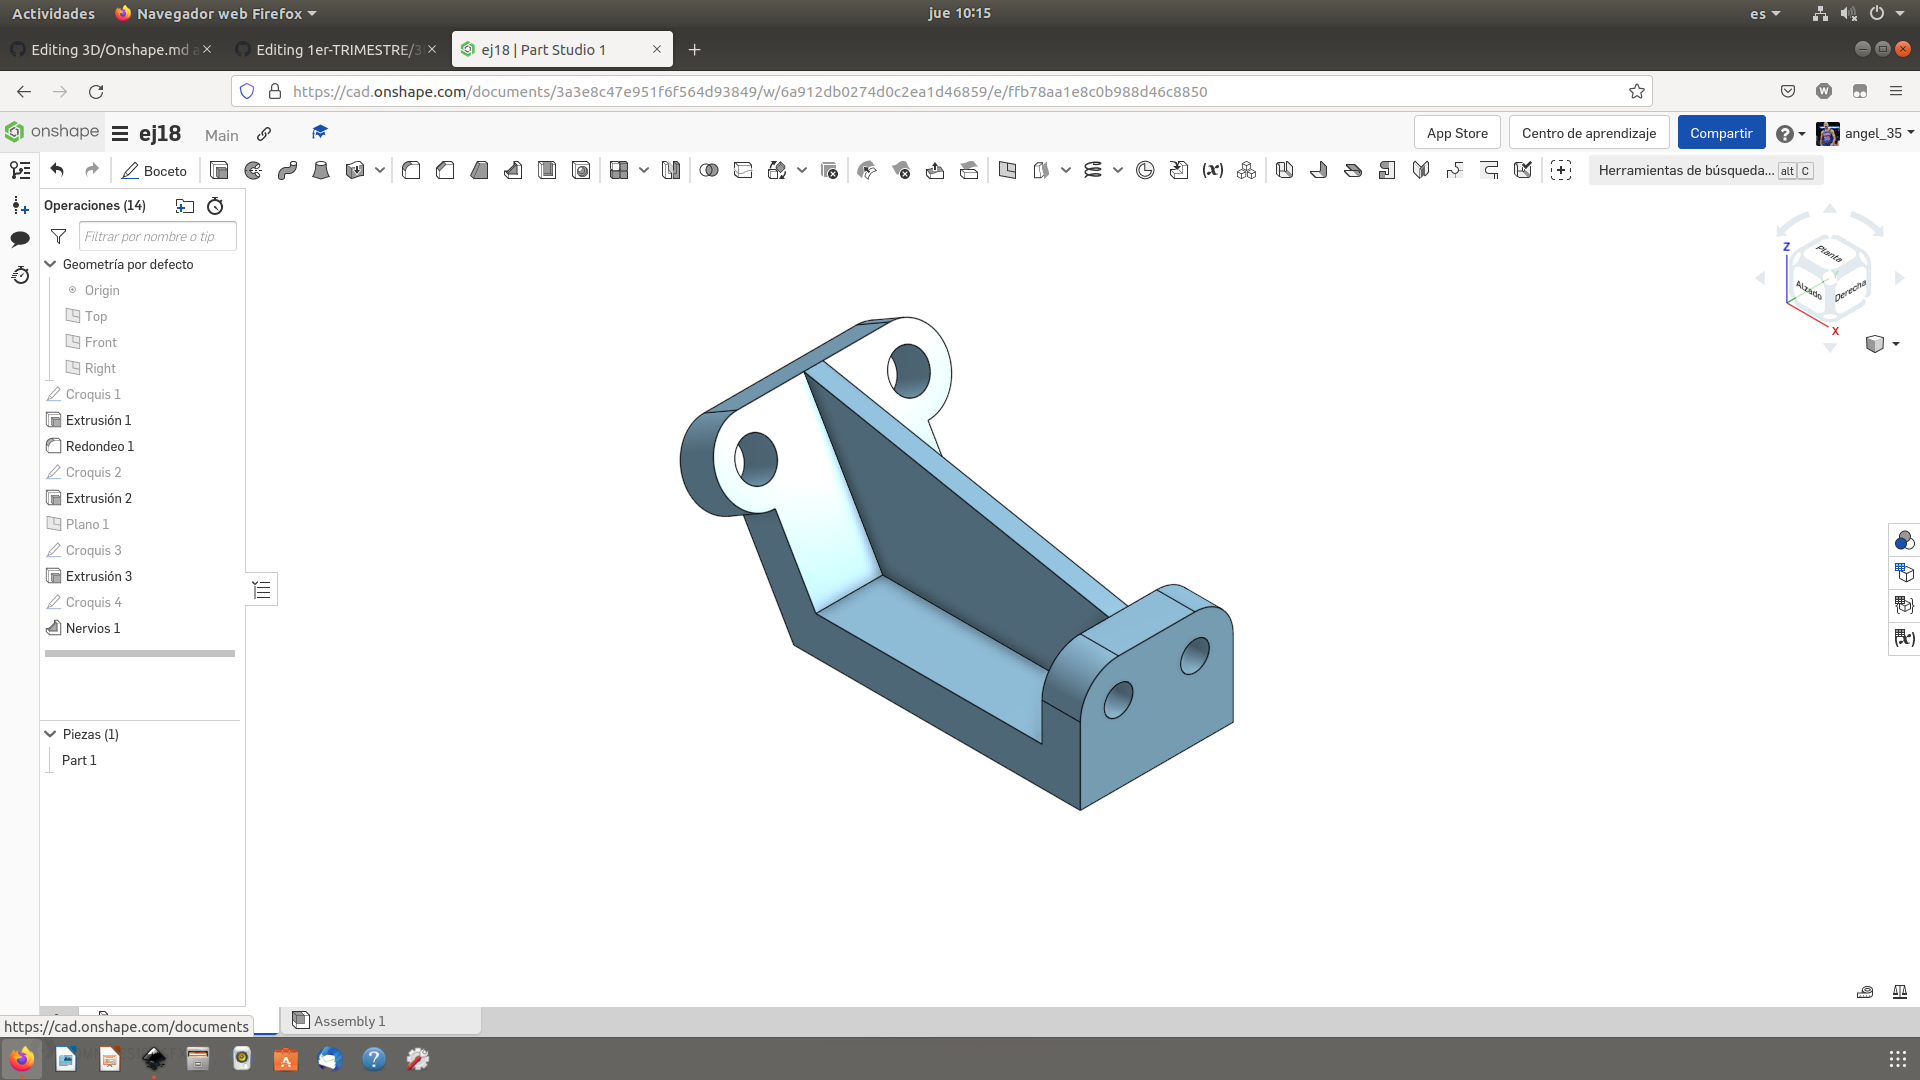 Actividades
Navegador web Firefox
jue 10:15
es
Editing 3D/Onshape.md a
Editing 1er-TRIMESTRE/3
ej18 | Part Studio 1
https://cad.onshape.com/documents/3a3e8c47e951f6f564d93849/w/6a912db0274d0c2ea1d46859/e/ffb78aa1e8c0b988d46c8850
onshape
ej18
Main
App Store
Centro de aprendizaje
Compartir
angel_35
Boceto
(x)
Herramientas de búsqueda... alt C
Operaciones (14)
Filtrar por nombre o tip
Geometría por defecto
Origin
Top
Front
Right
Croquis 1
Extrusión 1
Redondeo 1
Croquis 2
Extrusión 2
Plano 1
Croquis 3
Extrusión 3
Croquis 4
Nervios 1
Piezas (1)
Part 1
Z
Planta
Alzado
Derecha
X
(x)
Assembly 1
https://cad.onshape.com/documents